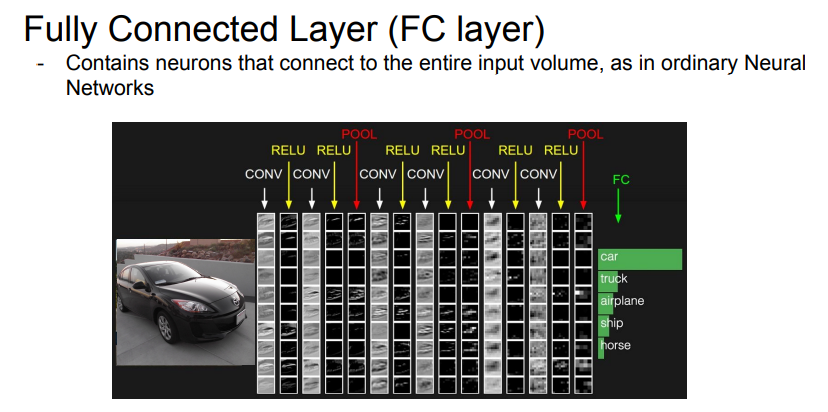 Fully Connected Layer (FC layer)
- Contains neurons that connect to the entire input volume, as in ordinary Neural
Networks
POOL POOL POOL
RELU RELU RELU RELU RELU RELU
CONV CONV CONV CONV CONV CONV
FC
car
truck
airplane
ship
horse